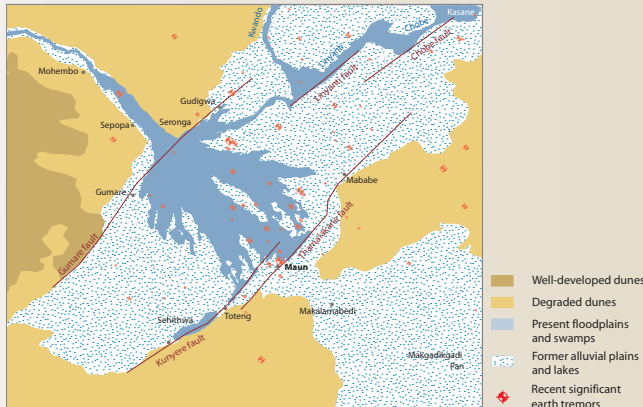 Kasane
Kwando
Chobe
Linyanti
Chobe fault
Mohembo
Linyanti fault
Gudigwa
Seronga
Sepopa
Mababe
Gumare
Thamalakane fault
Gumare fault
Maun
Makalamabedi
Sehithwa
Toteng
Kunyere fault
Makgadikgadi
Pan
Well-developed dunes
Degraded dunes
Present floodplains
and swamps
Former alluvial plains
and lakes
Recent significant
earth tremors